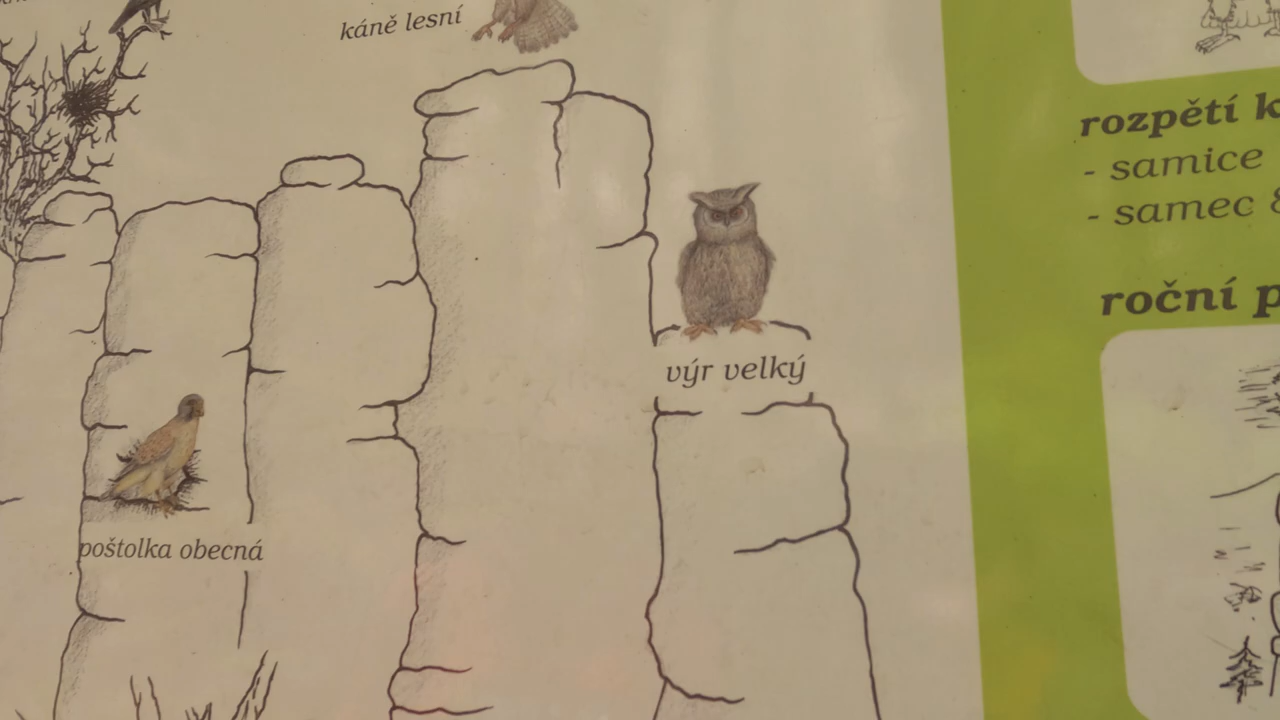 káně lesní
výr velký
poštolka obecná
rozpětí
- samice
- samec
roční